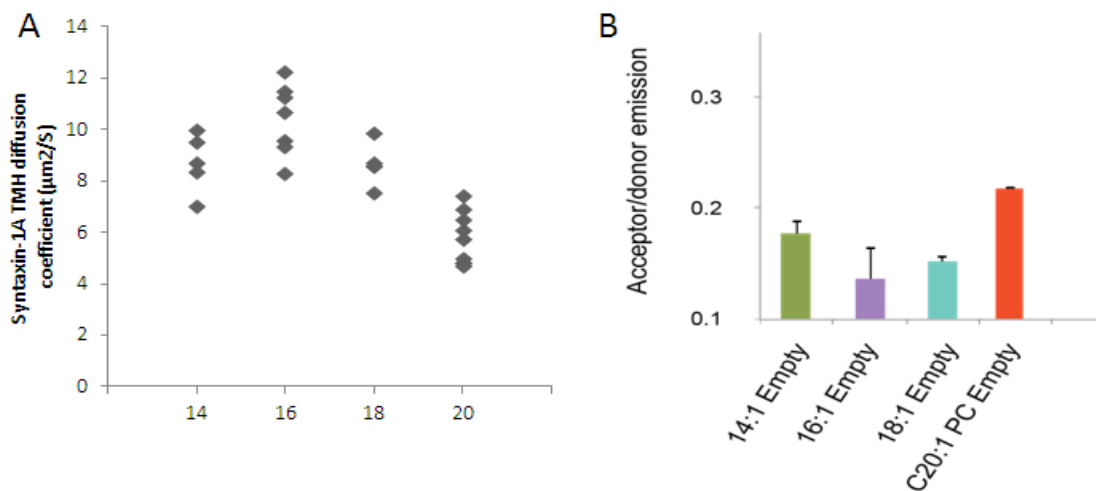 A
Syntaxin-1A TMH diffusion
coefficient (μm2/S)
14
12
10
8
6
4
2
0
14 16 18 20
B
Acceptor/donor emission
0.3
0.2
0.1
14:1 Empty
16:1 Empty
18:1 Empty
C20:1 PC Empty